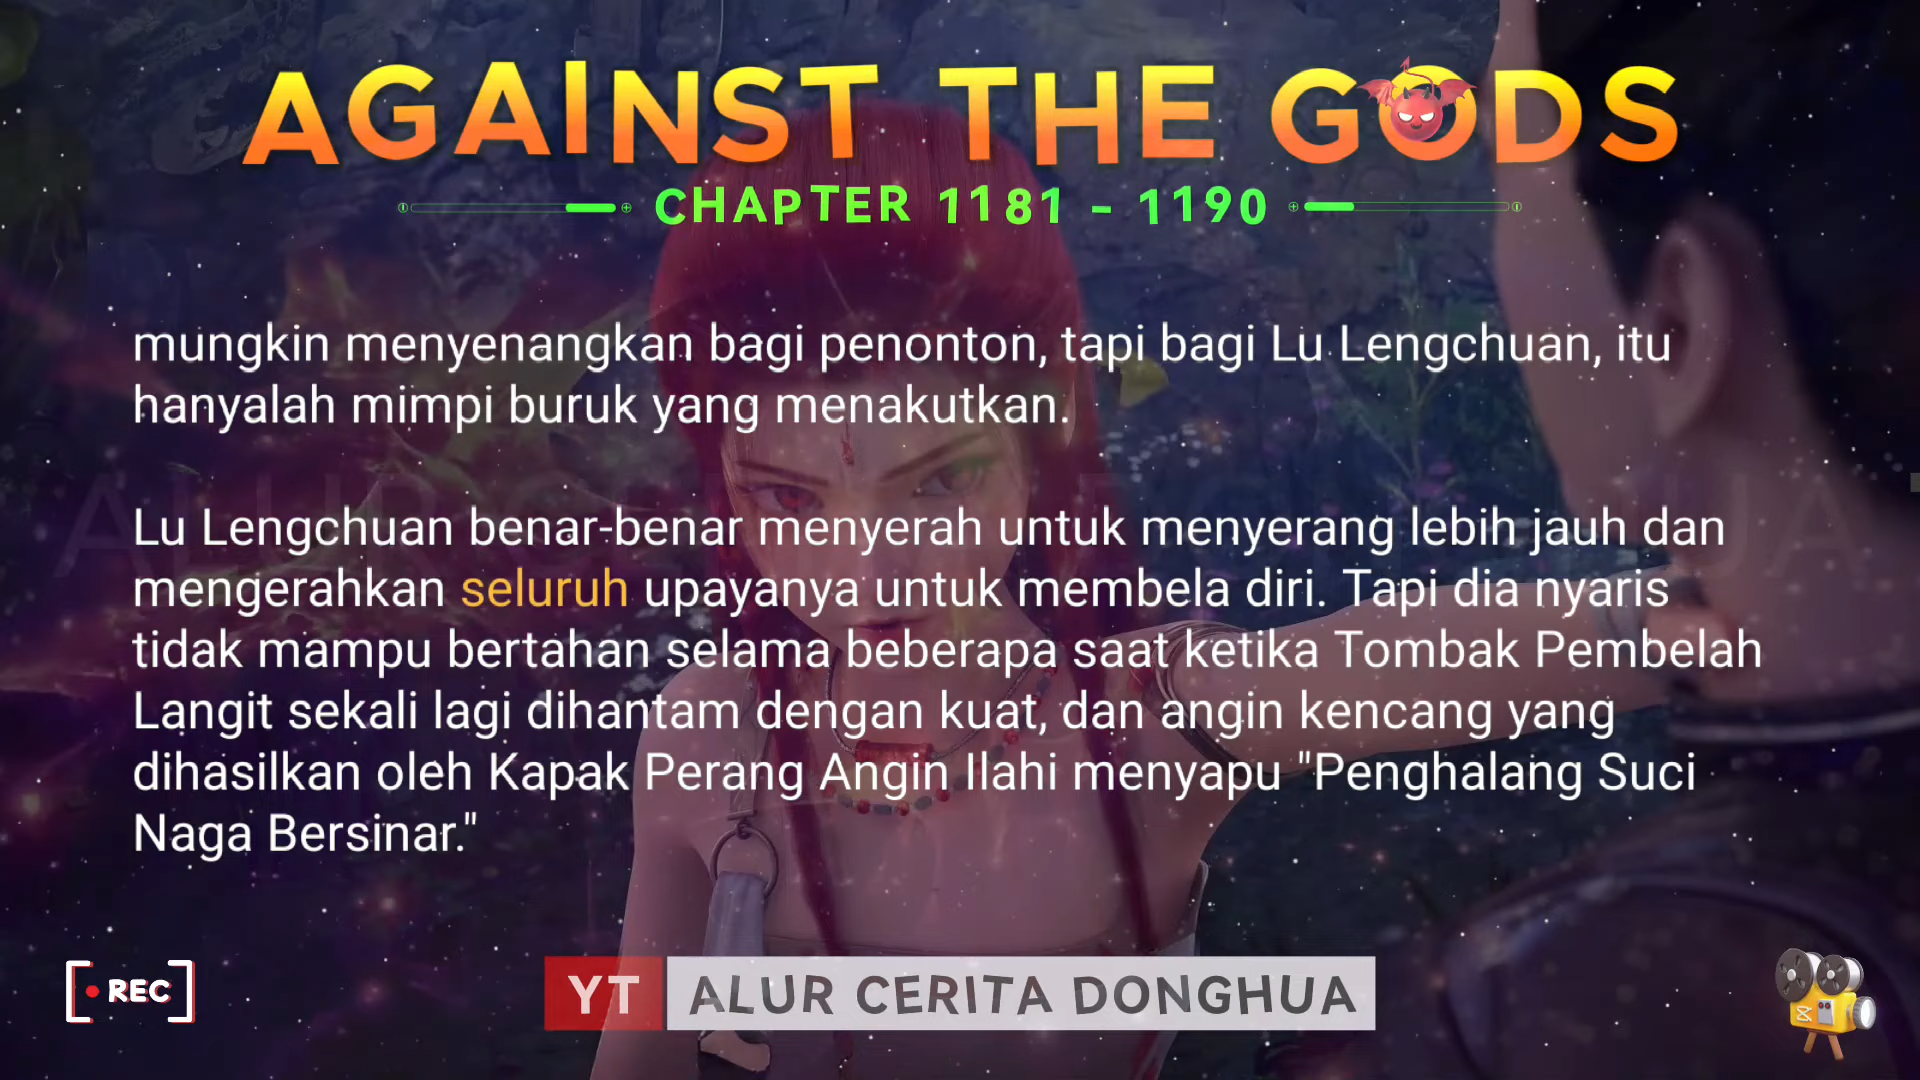 AGAINST THE GODS
CHAPTER 1181 - 1190
mungkin menyenangkan bagi penonton, tapi bagi Lu Lengchuan, itu
hanyalah mimpi buruk yang menakutkan.
Lu Lengchuan benar-benar menyerah untuk menyerang lebih jauh dan
mengerahkan seluruh upayanya untuk membela diri. Tapi dia nyaris
tidak mampu bertahan selama beberapa saat ketika Tombak Pembelah
Langit sekali lagi dihantam dengan kuat, dan angin kencang yang
dihasilkan oleh Kapak Perang Angin Ilahi menyapu "Penghalang Suci
Naga Bersinar."
REC
YT ALUR CERITA DONGHUA